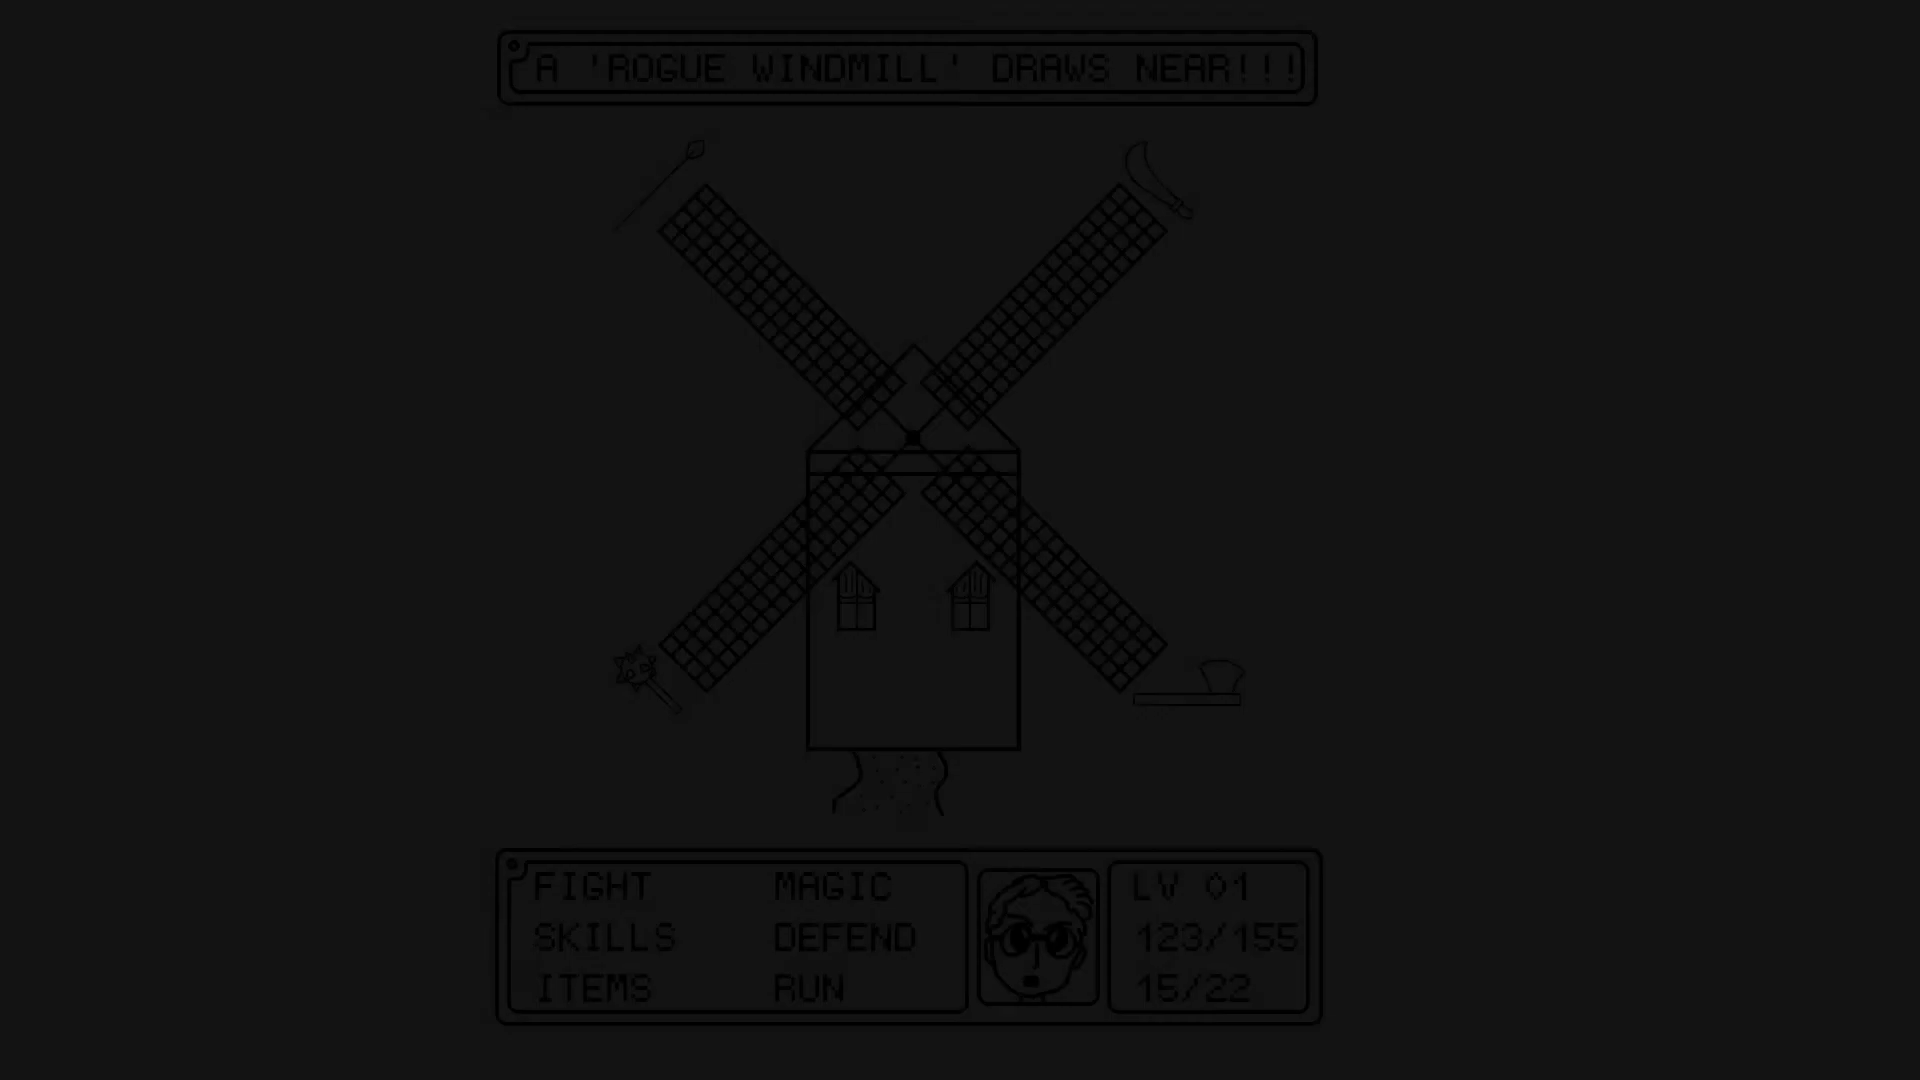 A 'ROGUE WINDMILL' DRAWS NEAR!!!
FIGHT MAGIC
SKILLS DEFEND
ITEMS RUN
LV 01
123/155
15/22